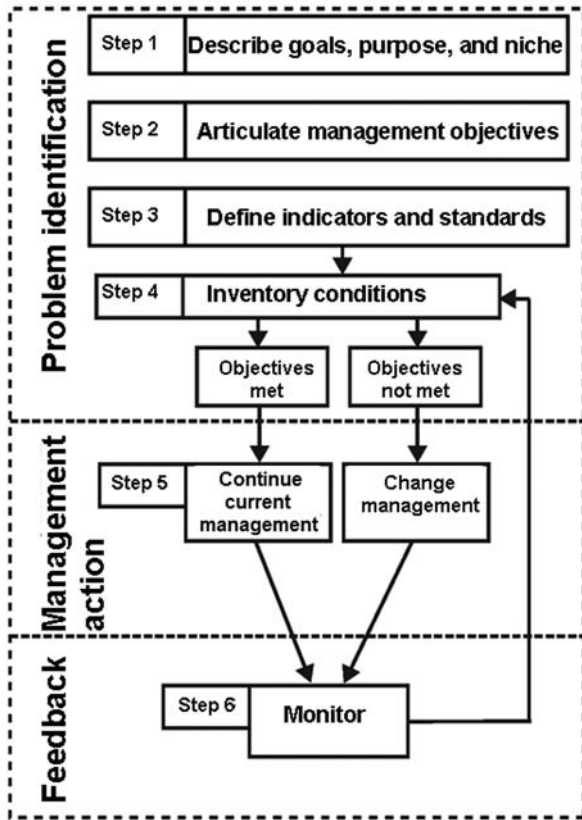 Problem identification
Step 1
Describe goals, purpose, and niche
Step 2
Articulate management objectives
Step 3
Define indicators and standards
Step 4
Inventory conditions
Objectives
met
Objectives
not met
Management
action
Step 5
Continue
current
management
Change
management
Feedback
Step 6
Monitor